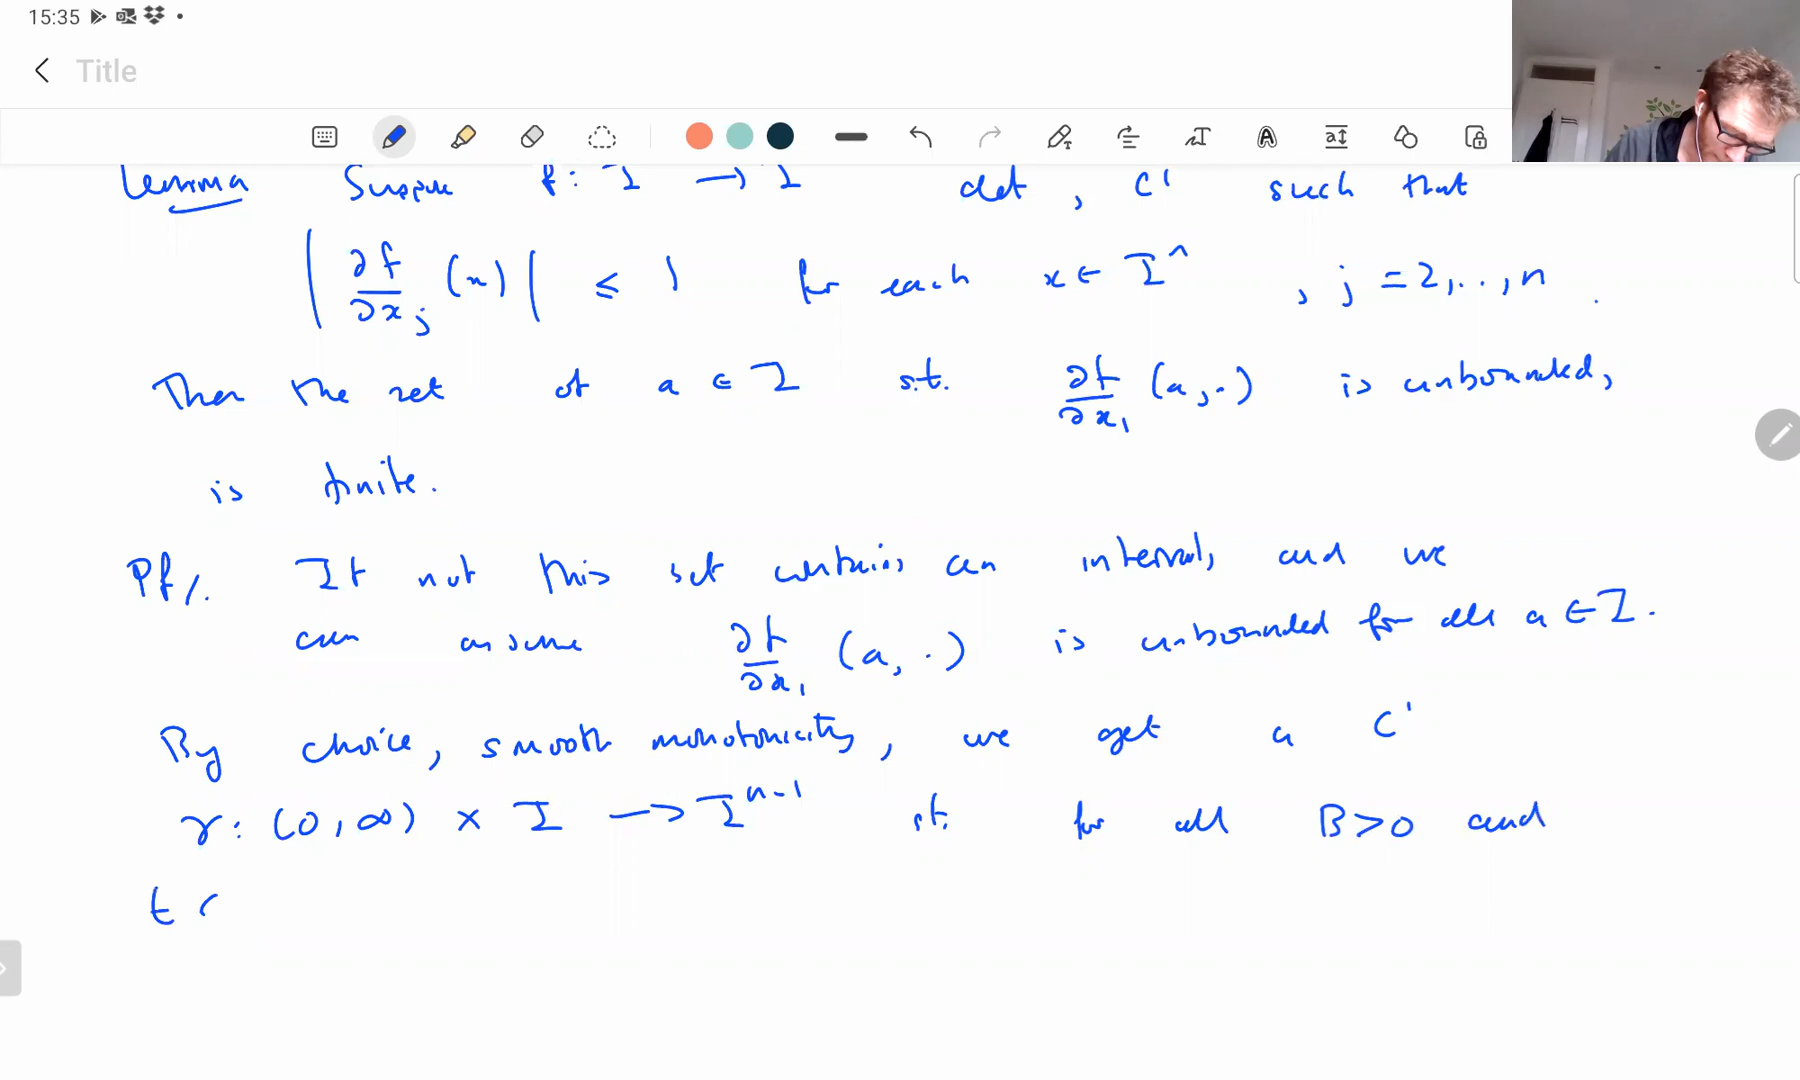 15:35
Title
Lemma Suppose f: I → I def, C' such that
| ∂f/∂x_j (x) | ≤ 1 for each x ∈ I^n, j = 2,..,n.
Then the set of a ∈ I s.t. ∂f/∂x_1 (a, ·) is unbounded,
is finite.
Pf/. If not this set contains an interval, and we
can assume ∂f/∂x_1 (a, ·) is unbounded for all a ∈ I.
By choice, smooth monotonicity, we get a C'
γ: (0, ∞) × I → I^{n-1} st. for all B > 0 and
t